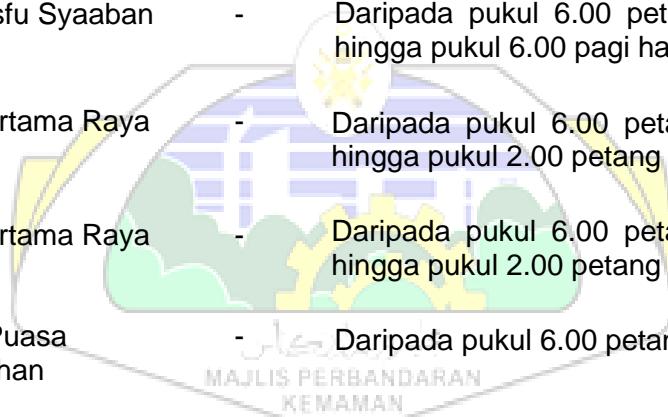 sfu Syaaban - Daripada pukul 6.00 pet
hingga pukul 6.00 pagi ha
rtama Raya - Daripada pukul 6.00 peta
hingga pukul 2.00 petang
rtama Raya - Daripada pukul 6.00 peta
hingga pukul 2.00 petang
Puasa - Daripada pukul 6.00 petan
han
MAJLIS PERBANDARAN
KEMAMAN